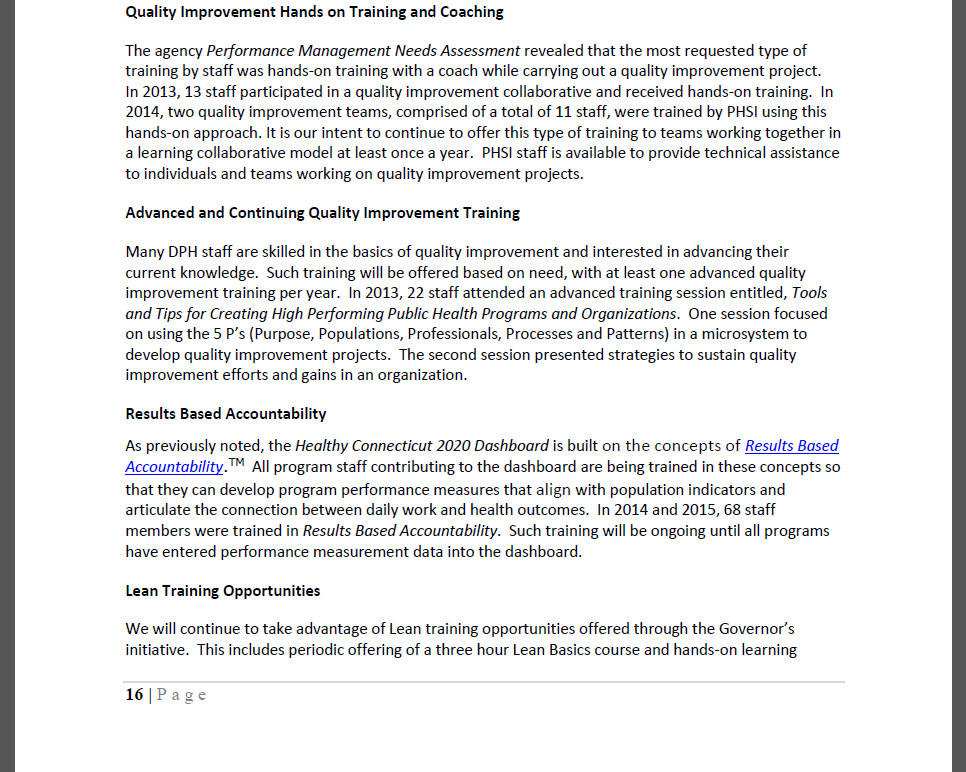 Quality Improvement Hands on Training and Coaching
The agency Performance Management Needs Assessment revealed that the most requested type of
training by staff was hands-on training with a coach while carrying out a quality improvement project.
In 2013, 13 staff participated in a quality improvement collaborative and received hands-on training.  In
2014, two quality improvement teams, comprised of a total of 11 staff, were trained by PHSI using this
hands-on approach. It is our intent to continue to offer this type of training to teams working together in
a learning collaborative model at least once a year.  PHSI staff is available to provide technical assistance
to individuals and teams working on quality improvement projects.
Advanced and Continuing Quality Improvement Training
Many DPH staff are skilled in the basics of quality improvement and interested in advancing their
current knowledge.  Such training will be offered based on need, with at least one advanced quality
improvement training per year.  In 2013, 22 staff attended an advanced training session entitled, Tools
and Tips for Creating High Performing Public Health Programs and Organizations.  One session focused
on using the 5 P's (Purpose, Populations, Professionals, Processes and Patterns) in a microsystem to
develop quality improvement projects.  The second session presented strategies to sustain quality
improvement efforts and gains in an organization.
Results Based Accountability
As previously noted, the Healthy Connecticut 2020 Dashboard is built on the concepts of Results Based
Accountability.™  All program staff contributing to the dashboard are being trained in these concepts so
that they can develop program performance measures that align with population indicators and
articulate the connection between daily work and health outcomes.  In 2014 and 2015, 68 staff
members were trained in Results Based Accountability.  Such training will be ongoing until all programs
have entered performance measurement data into the dashboard.
Lean Training Opportunities
We will continue to take advantage of Lean training opportunities offered through the Governor's
initiative.  This includes periodic offering of a three hour Lean Basics course and hands-on learning
16 | P a g e